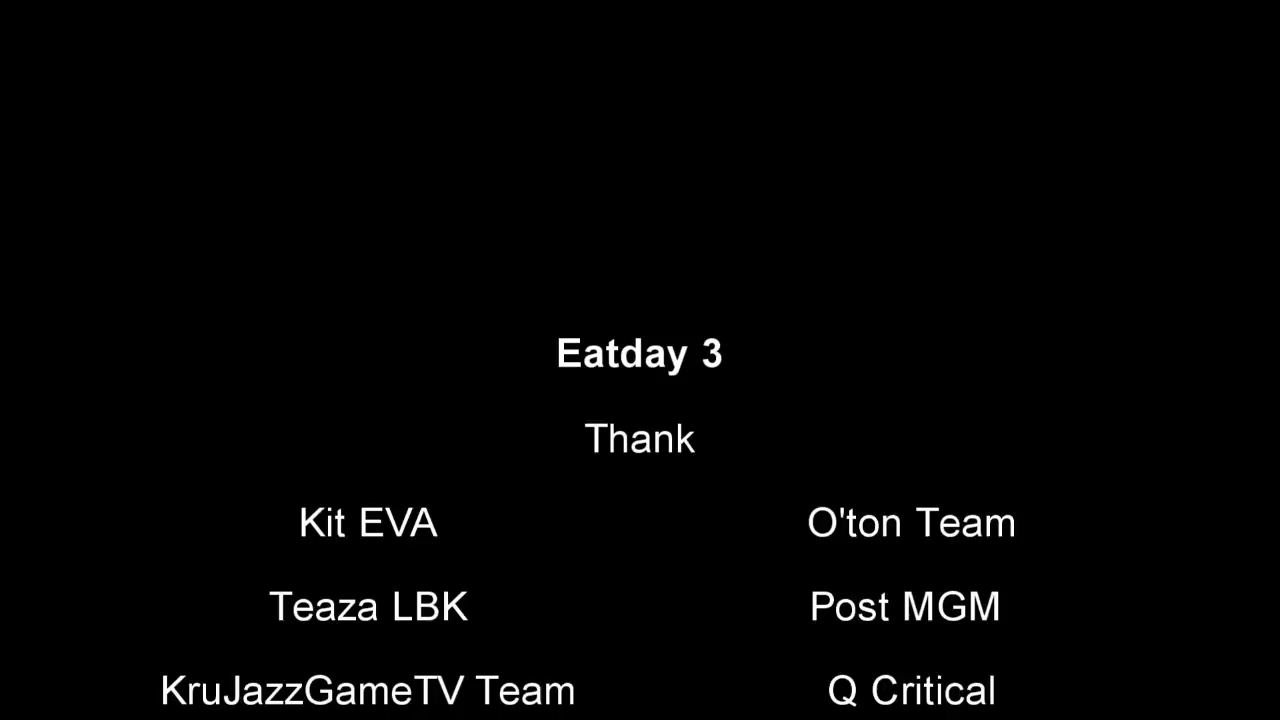 Eatday 3
Thank
Kit EVA O'ton Team
Teaza LBK Post MGM
KruJazzGameTV Team Q Critical